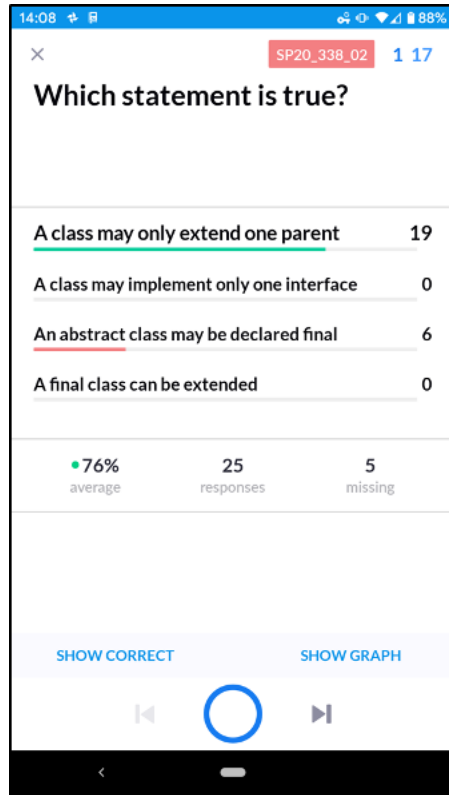 14:08 88%
SP20_338_02 1 17
Which statement is true?
A class may only extend one parent 19
A class may implement only one interface 0
An abstract class may be declared final 6
A final class can be extended 0
76% 25 5
average responses missing
SHOW CORRECT SHOW GRAPH